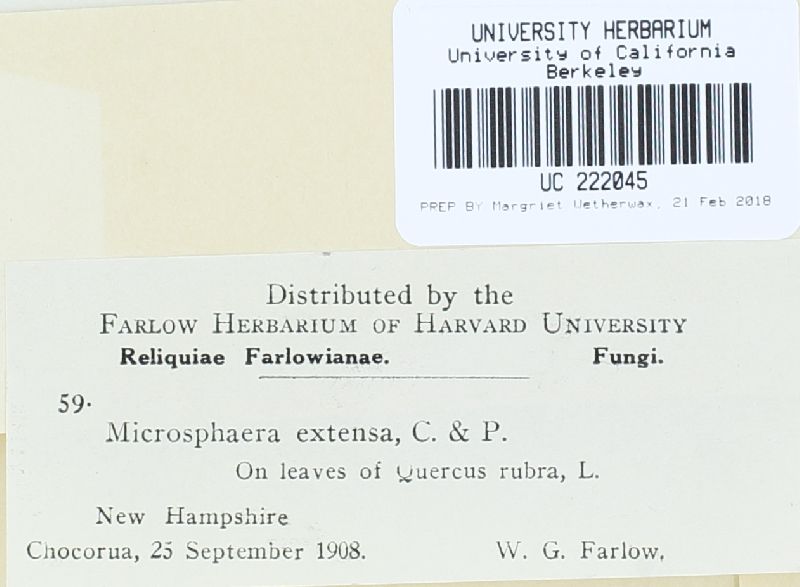 UNIVERSITY HERBARIUM
University of California
Berkeley
UC 222045
PREP BY Margriet Wetherwax, 21 Feb 2018
Distributed by the
FARLOW HERBARIUM OF HARVARD UNIVERSITY
Reliquiae Farlowianae. Fungi.
59.
Microsphaera extensa, C. & P.
On leaves of Quercus rubra, L.
New Hampshire
Chocorua, 25 September 1908. W. G. Farlow.